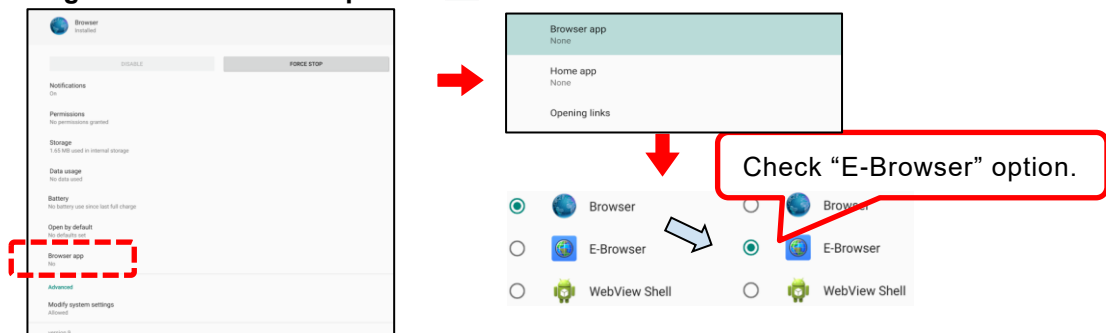 Browser
Installed
DISABLE
FORCE STOP
Notifications
On
Permissions
No permissions granted
Storage
1.65 MB used in internal storage
Data usage
No data used
Battery
No battery use since last full charge
Open by default
No defaults set
Browser app
No
Advanced
Modify system settings
Allowed
Browser app
None
Home app
None
Opening links
Check “E-Browser” option.
Browser
E-Browser
WebView Shell
Browser
E-Browser
WebView Shell